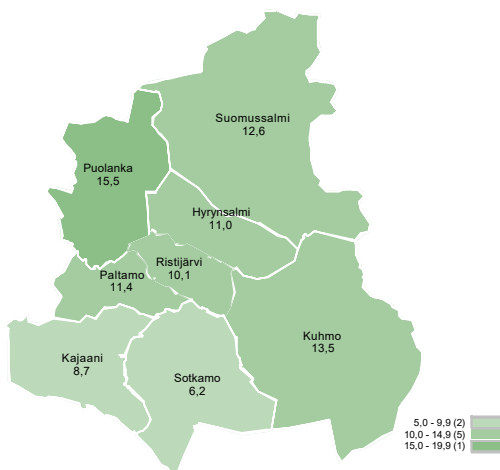 Suomussalmi
12,6
Puolanka
15,5
Hyrynsalmi
11,0
Ristijärvi
10,1
Paltamo
11,4
Kuhmo
13,5
Kajaani
8,7
Sotkamo
6,2
5,0 - 9,9 (2)
10,0 - 14,9 (5)
15,0 - 19,9 (1)